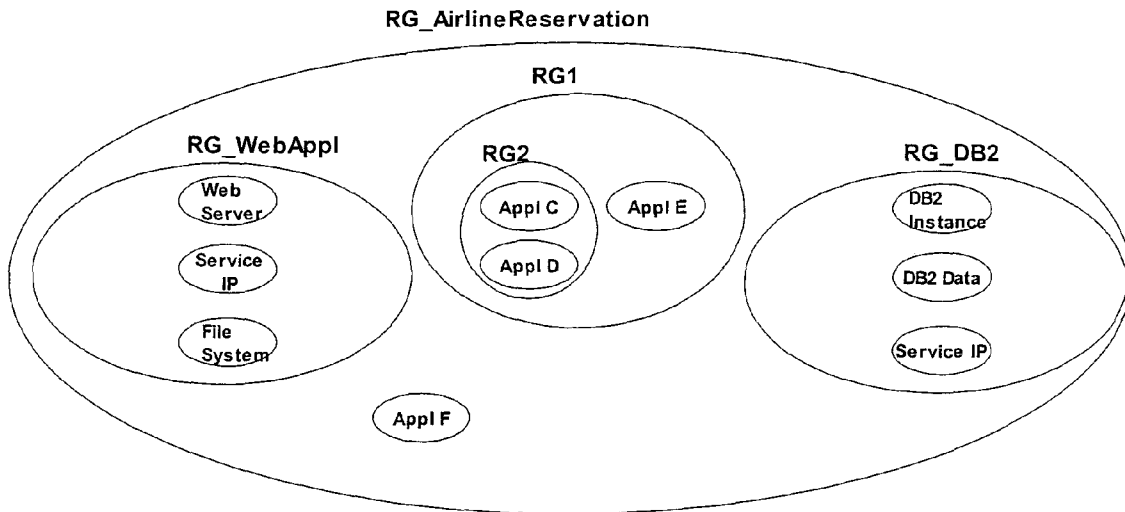 RG_AirlineReservation
RG1
RG_WebAppl
RG2
RG_DB2
Web
Server
Appl C
Appl E
DB2
Instance
Service
IP
Appl D
DB2 Data
File
System
Service IP
Appl F